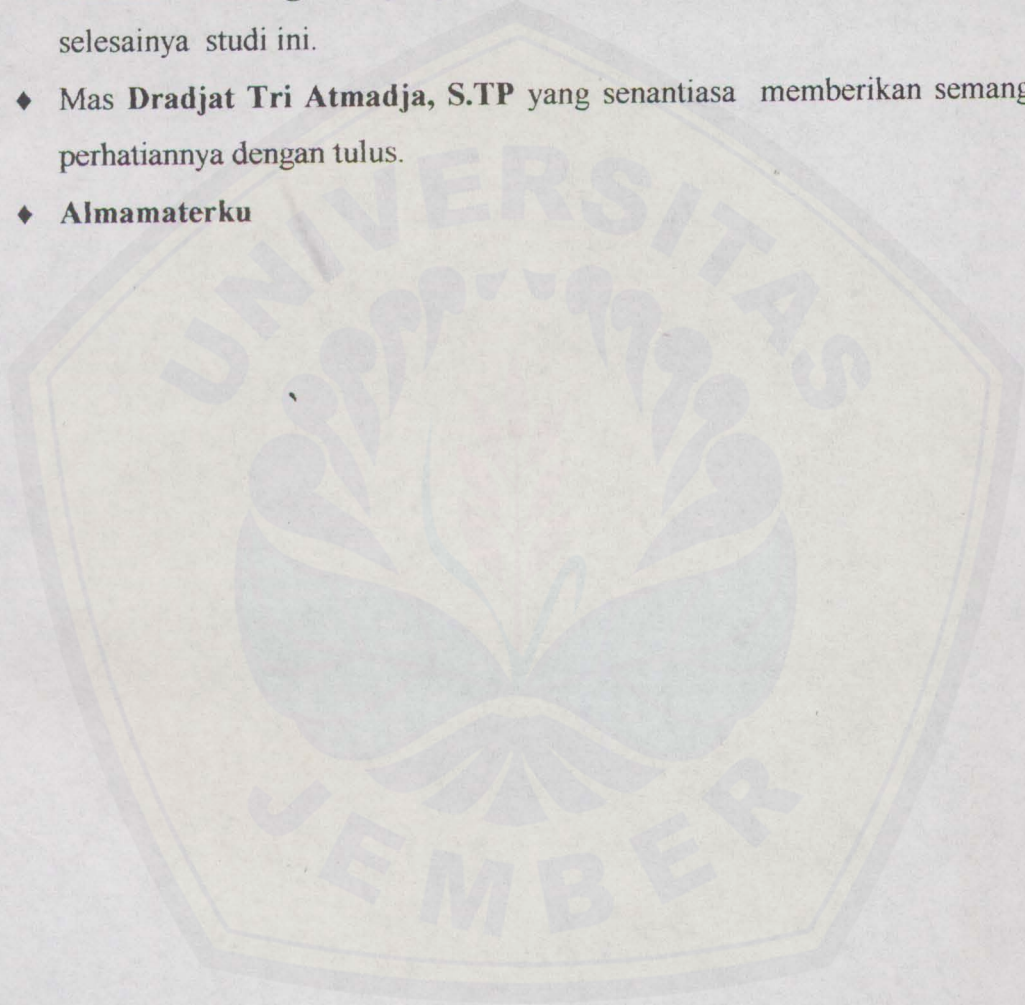 selesainya studi ini.
♦ Mas Dradjat Tri Atmadja, S.TP yang senantiasa memberikan semang
perhatiannya dengan tulus.
♦ Almamaterku
UNIVERSITAS
JEMBER